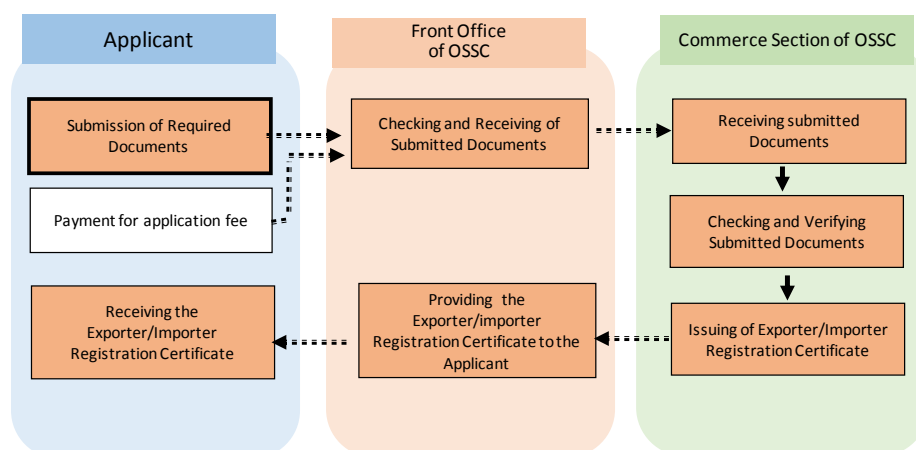 Applicant
Front Office
of OSSC
Commerce Section of OSSC
Submission of Required
Documents
Checking and Receiving of
Submitted Documents
Receiving submitted
Documents
Payment for application fee
Checking and Verifying
Submitted Documents
Receiving the
Exporter/Importer
Registration Certificate
Providing the
Exporter/importer
Registration Certificate to the
Applicant
Issuing of Exporter/Importer
Registration Certificate